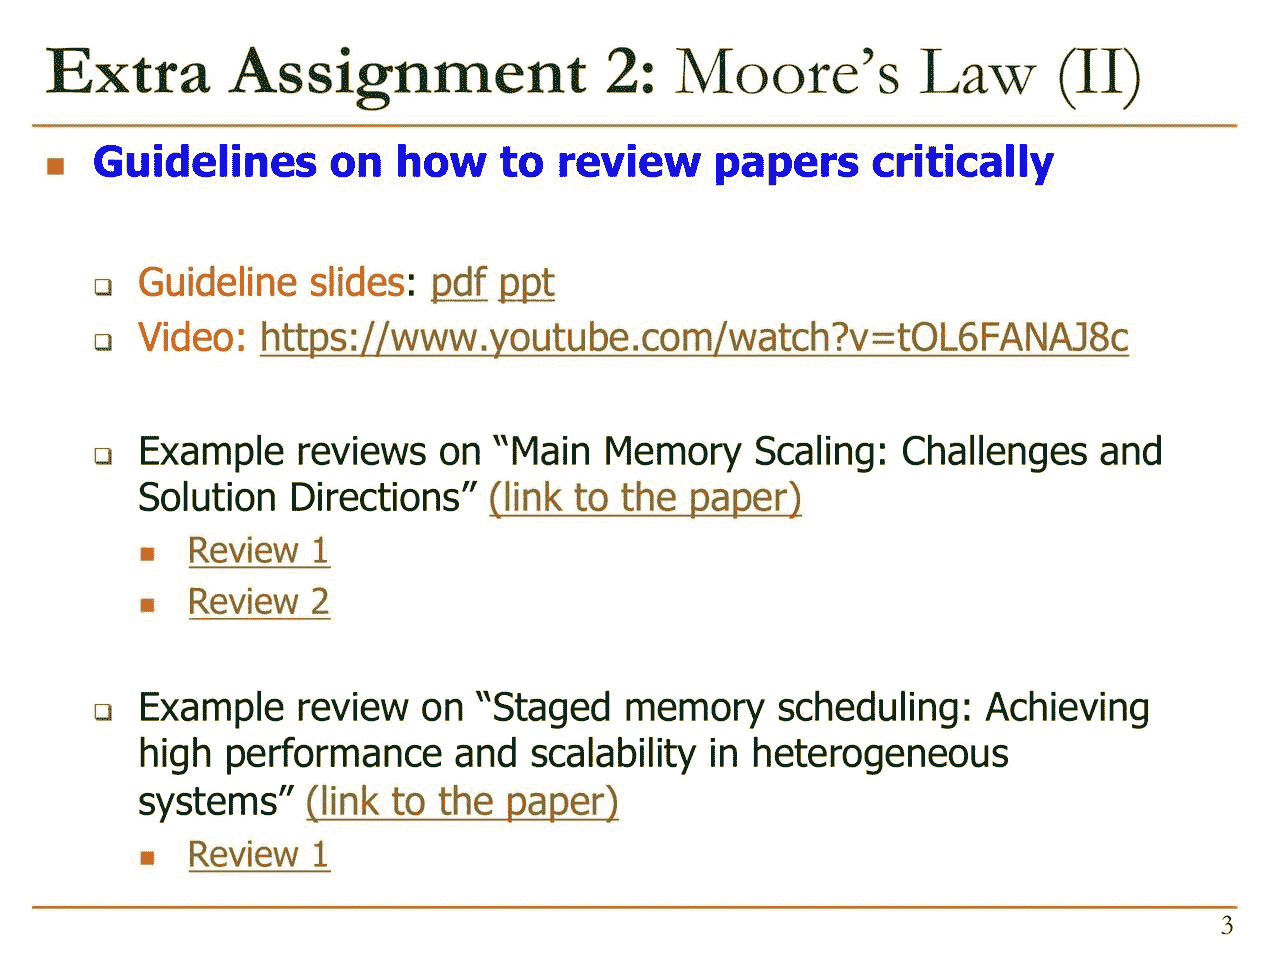 Extra Assignment 2: Moore’s Law (II)
Guidelines on how to review papers critically
Guideline slides: pdf ppt
Video: https://www.youtube.com/watch?v=tOL6FANAJ8c
Example reviews on “Main Memory Scaling: Challenges and
Solution Directions” (link to the paper)
Review 1
Review 2
Example review on “Staged memory scheduling: Achieving
high performance and scalability in heterogeneous
systems” (link to the paper)
Review 1
3